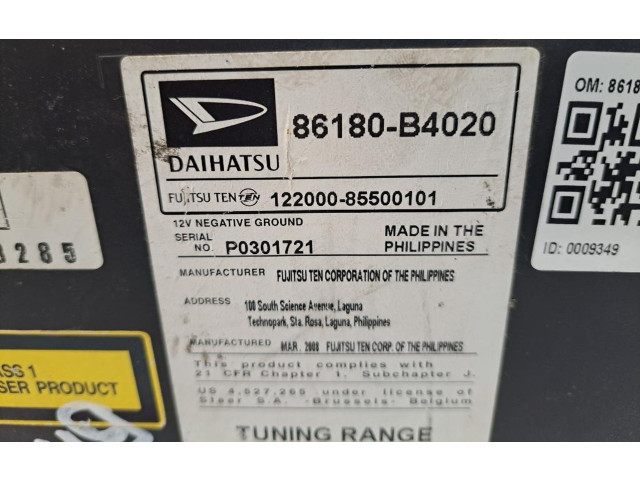 86180-B4020
DAIHATSU
FUJITSU TEN TEN 122000-85500101
12V NEGATIVE GROUND
SERIAL NO. P0301721
MADE IN THE PHILIPPINES
MANUFACTURER FUJITSU TEN CORPORATION OF THE PHILIPPINES
ADDRESS 108 South Science Avenue, Laguna
Technopark, Sta. Rosa, Laguna, Philippines
MANUFACTURED MAR. 2008 FUJITSU TEN CORP. OF THE PHILIPPINES
This product complies with
21 CFR Chapter 1. Subchapter J.
US 4,527,265 under license of
Sisar S.A. -Brussels- Belgium
TUNING RANGE
OM: 8618
ID: 0009349
3285
ASS 1
SER PRODUCT